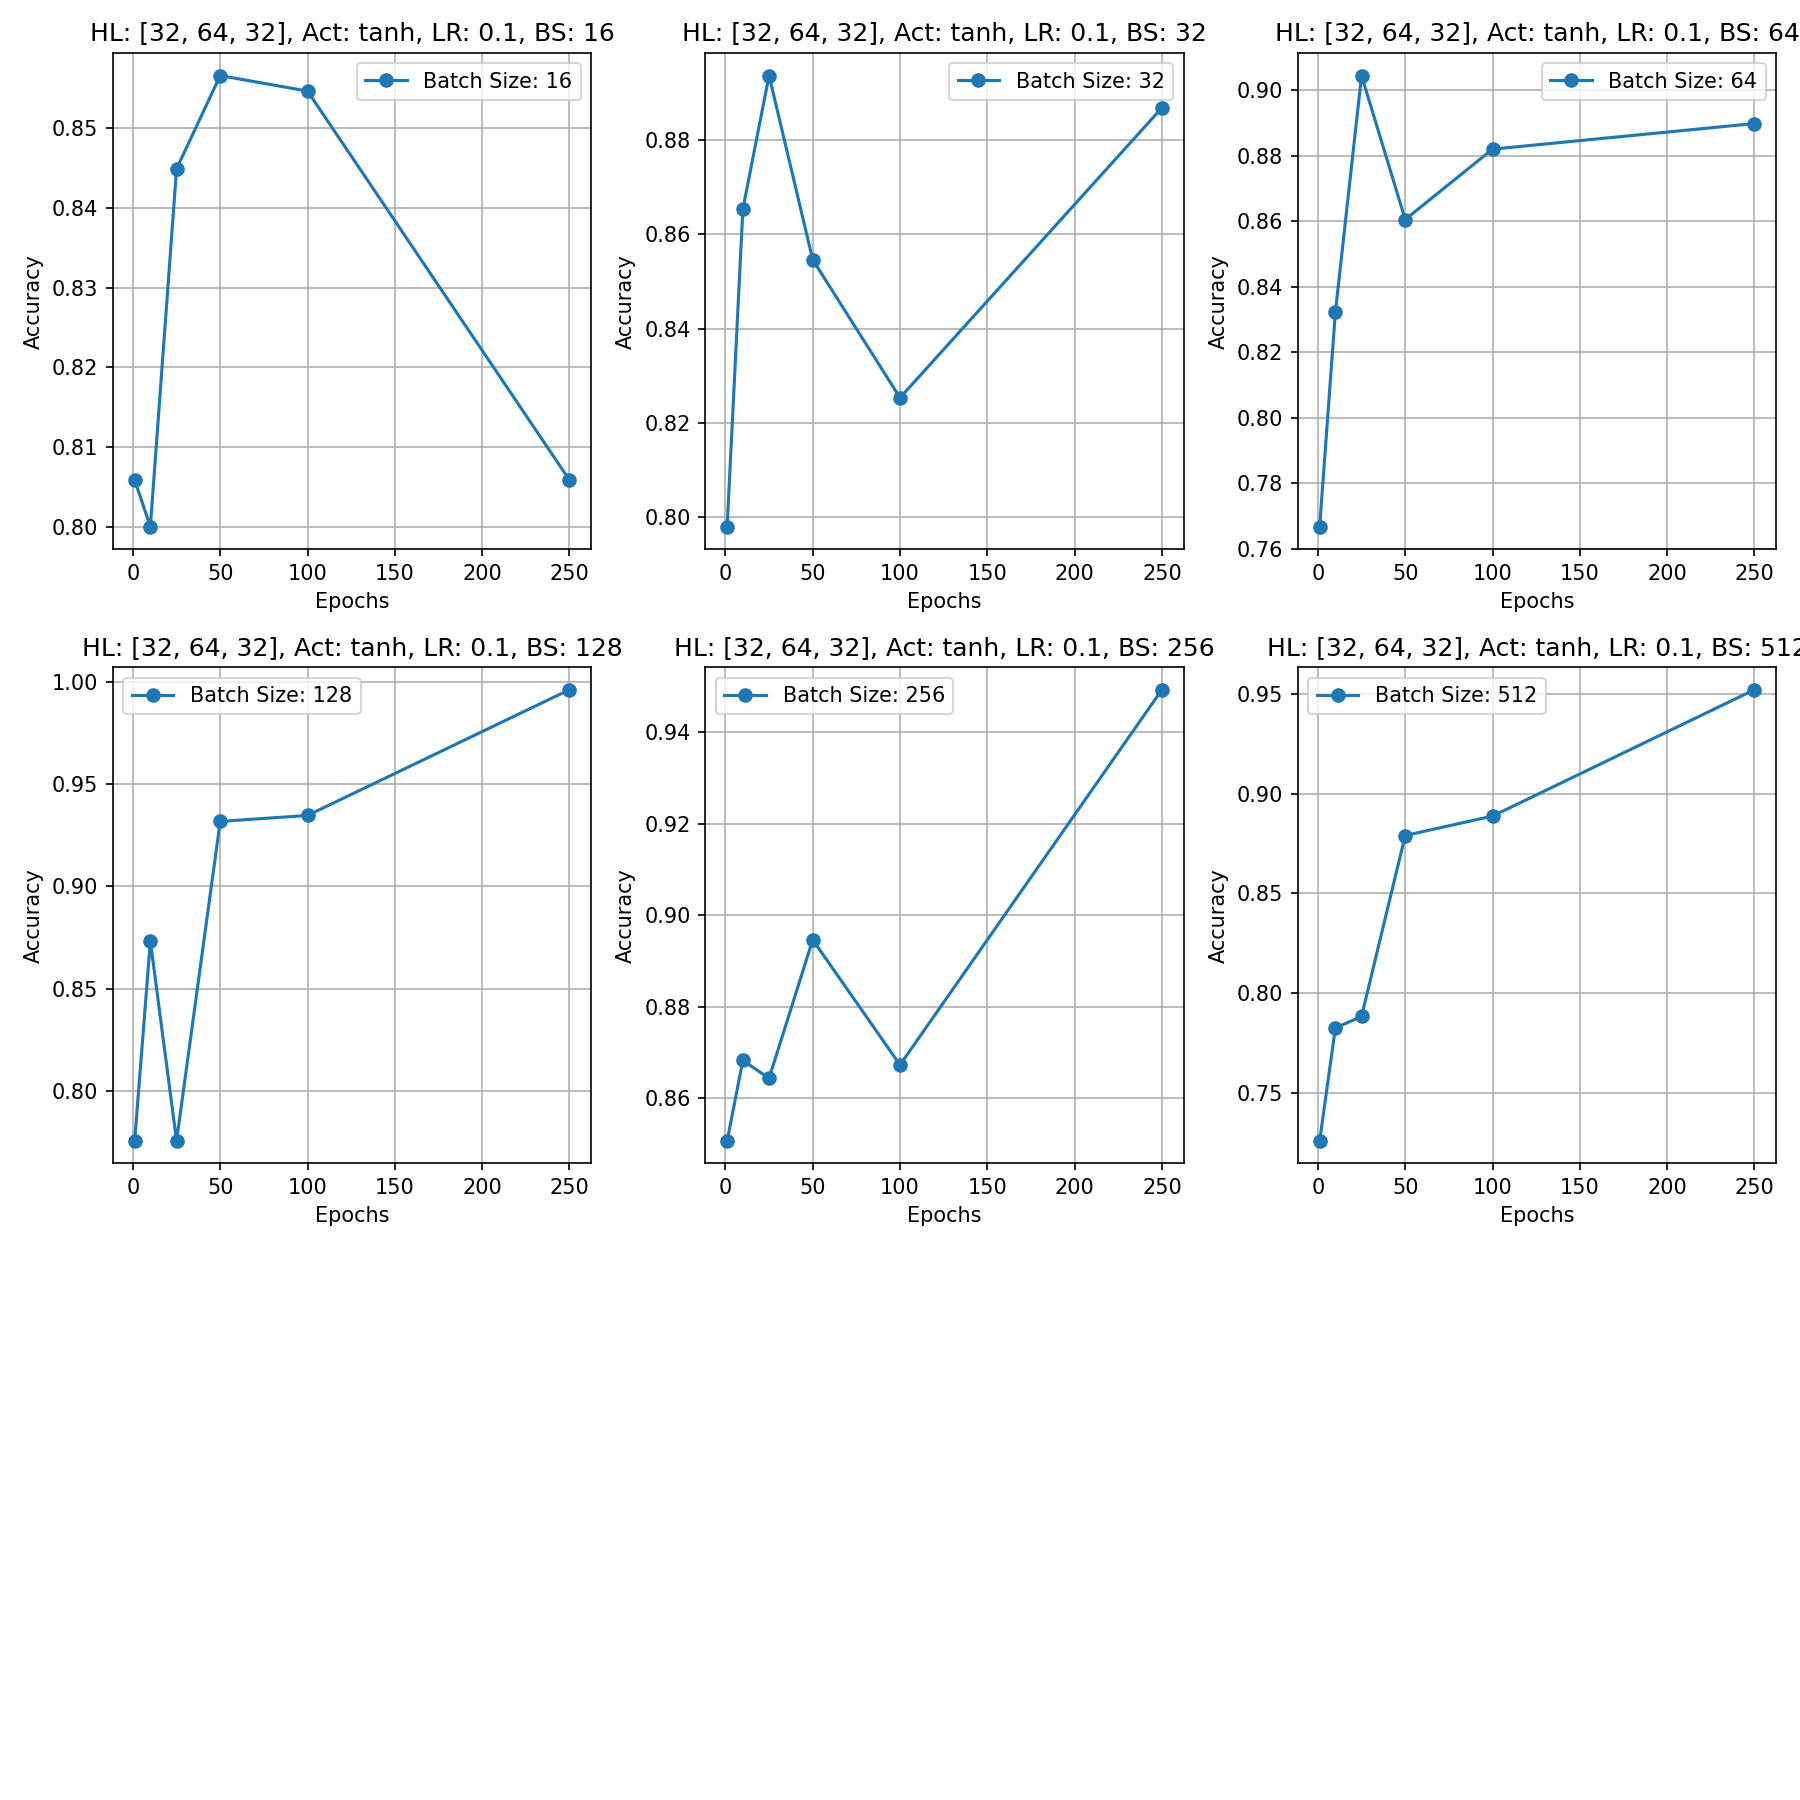 HL: [32, 64, 32], Act: tanh, LR: 0.1, BS: 16
Batch Size: 16
Accuracy
0.85
0.84
0.83
0.82
0.81
0.80
0 50 100 150 200 250
Epochs
HL: [32, 64, 32], Act: tanh, LR: 0.1, BS: 32
Batch Size: 32
Accuracy
0.88
0.86
0.84
0.82
0.80
0 50 100 150 200 250
Epochs
HL: [32, 64, 32], Act: tanh, LR: 0.1, BS: 64
Batch Size: 64
Accuracy
0.90
0.88
0.86
0.84
0.82
0.80
0.78
0.76
0 50 100 150 200 250
Epochs
HL: [32, 64, 32], Act: tanh, LR: 0.1, BS: 128
Batch Size: 128
Accuracy
1.00
0.95
0.90
0.85
0.80
0 50 100 150 200 250
Epochs
HL: [32, 64, 32], Act: tanh, LR: 0.1, BS: 256
Batch Size: 256
Accuracy
0.94
0.92
0.90
0.88
0.86
0 50 100 150 200 250
Epochs
HL: [32, 64, 32], Act: tanh, LR: 0.1, BS: 512
Batch Size: 512
Accuracy
0.95
0.90
0.85
0.80
0.75
0 50 100 150 200 250
Epochs